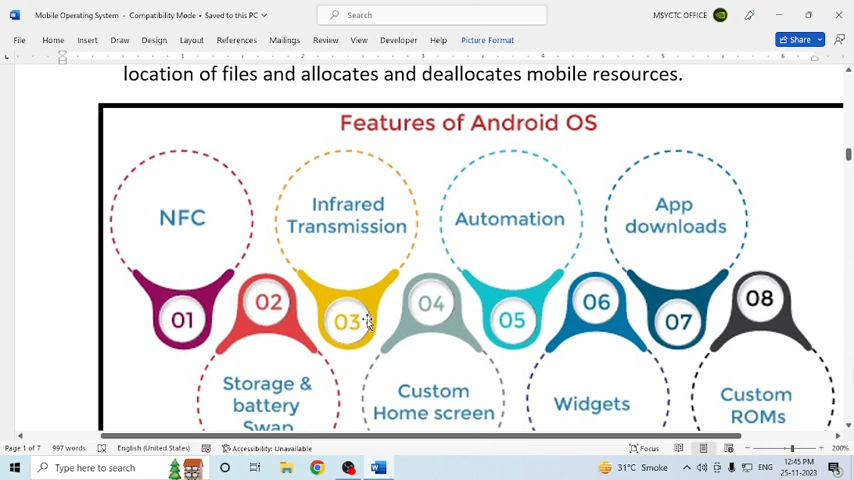 Mobile Operating System - Compatibility Mode • Saved to this PC
Search
MSYCTC OFFICE
File Home Insert Draw Design Layout References Mailings Review View Developer Help Picture Format
Share
location of files and allocates and deallocates mobile resources.
Features of Android OS
NFC
Infrared
Transmission
Automation
App
downloads
01
02
03
04
05
06
07
08
Storage &
battery
Swap
Custom
Home screen
Widgets
Custom
ROMs
Page 1 of 7 997 words English (United States) Accessibility: Unavailable Focus 200%
Type here to search
31°C Smoke
ENG
12:45 PM
25-11-2023